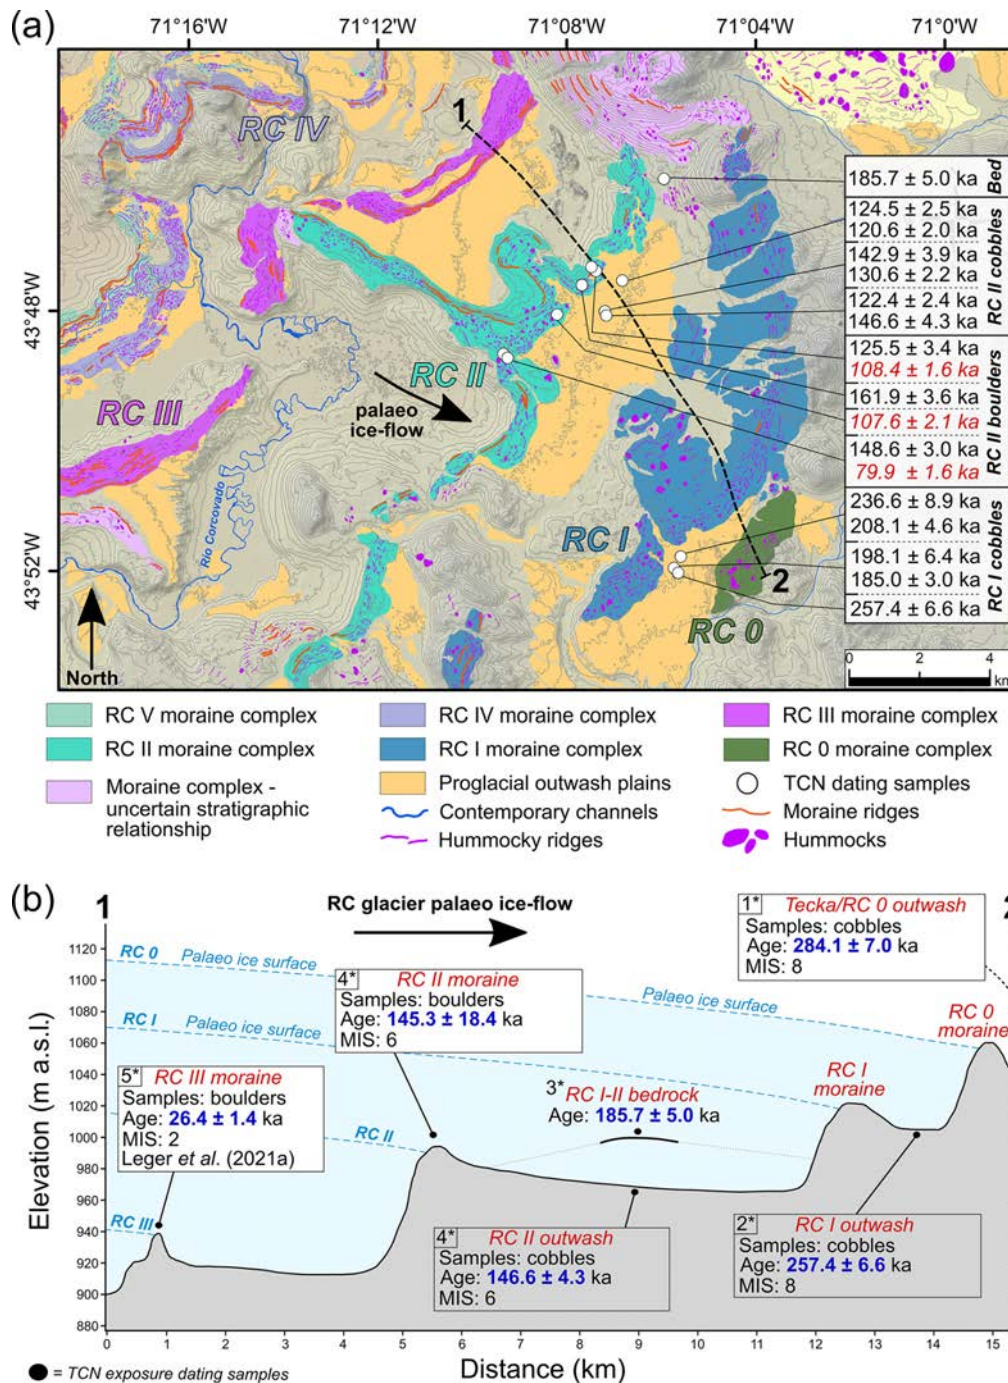 (a)
71°16'W 71°12'W 71°08'W 71°04'W 71°0'W
RC IV
1
185.7 ± 5.0 ka
Bed
124.5 ± 2.5 ka
120.6 ± 2.0 ka
142.9 ± 3.9 ka
130.6 ± 2.2 ka
122.4 ± 2.4 ka
146.6 ± 4.3 ka
RC II cobbles
43°48'W
125.5 ± 3.4 ka
108.4 ± 1.6 ka
161.9 ± 3.6 ka
107.6 ± 2.1 ka
148.6 ± 3.0 ka
79.9 ± 1.6 ka
RC II boulders
RC II
palaeo
ice-flow
RC III
Rio Corcovado
236.6 ± 8.9 ka
208.1 ± 4.6 ka
198.1 ± 6.4 ka
185.0 ± 3.0 ka
257.4 ± 6.6 ka
RC I cobbles
RC I
43°52'W
2
RC 0
North
0 2 4
km
RC V moraine complex
RC IV moraine complex
RC III moraine complex
RC II moraine complex
RC I moraine complex
RC 0 moraine complex
Moraine complex -
uncertain stratigraphic
relationship
Proglacial outwash plains
TCN dating samples
Contemporary channels
Moraine ridges
Hummocky ridges
Hummocks
(b)
1
RC glacier palaeo ice-flow
1* Tecka/RC 0 outwash
Samples: cobbles
Age: 284.1 ± 7.0 ka
MIS: 8
RC 0 Palaeo ice surface
4* RC II moraine
Samples: boulders
Age: 145.3 ± 18.4 ka
MIS: 6
Palaeo ice surface
RC 0
moraine
RC I Palaeo ice surface
5* RC III moraine
Samples: boulders
Age: 26.4 ± 1.4 ka
MIS: 2
Leger et al. (2021a)
RC I
moraine
3* RC I-II bedrock
Age: 185.7 ± 5.0 ka
RC II
RC III
4* RC II outwash
Samples: cobbles
Age: 146.6 ± 4.3 ka
MIS: 6
2* RC I outwash
Samples: cobbles
Age: 257.4 ± 6.6 ka
MIS: 8
Elevation (m a.s.l.)
1120
1100
1080
1060
1040
1020
1000
980
960
940
920
900
880
0 1 2 3 4 5 6 7 8 9 10 11 12 13 14 15
Distance (km)
= TCN exposure dating samples